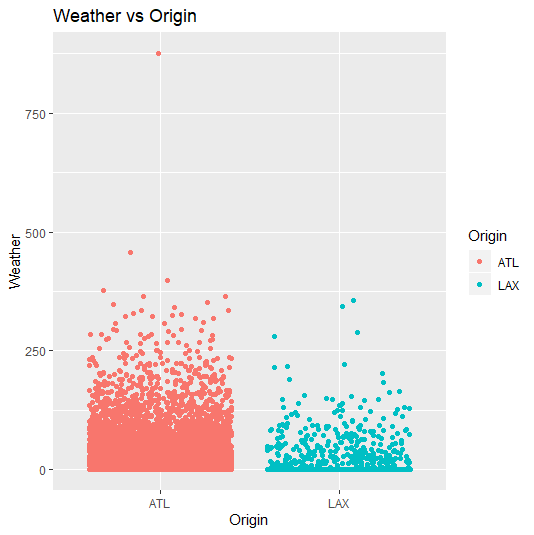 Weather vs Origin
Weather
750
500
250
0
ATL
LAX
Origin
Origin
ATL
LAX